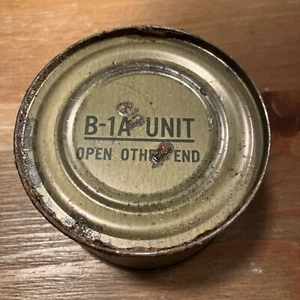 B-1A UNIT
OPEN OTHER END